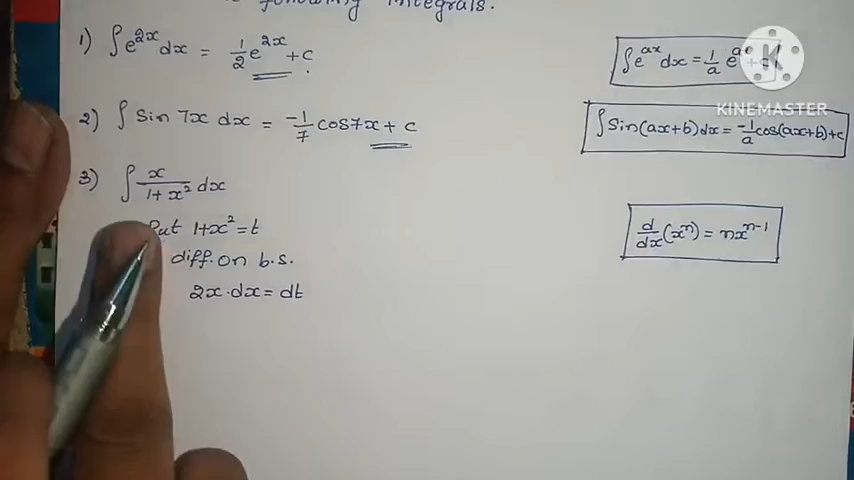 following integrals.
1) ∫e^{2x}dx = 1/2 e^{2x} + c.
∫e^{ax}dx = 1/a e + c
KINEMASTER
2) ∫ Sin 7x dx = -1/7 cos7x + c
∫Sin(ax+b)dx = -1/a cos(ax+b)+c
3) ∫ x/(1+x²) dx
Put 1+x² = t
d/dx(xⁿ) = nx^{n-1}
diff. on b.s.
2x·dx = dt